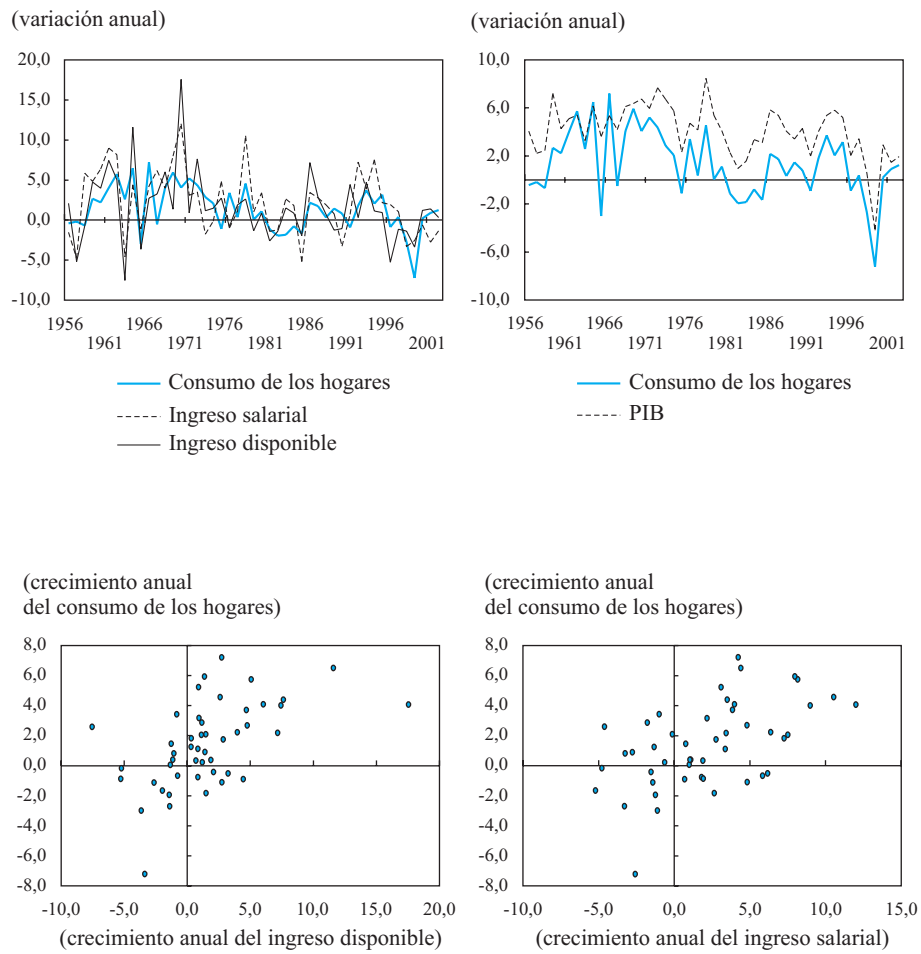 (variación anual)
20,0
15,0
10,0
5,0
0,0
-5,0
-10,0
1956 1966 1976 1986 1996
1961 1971 1981 1991 2001
Consumo de los hogares
Ingreso salarial
Ingreso disponible
(variación anual)
10,0
6,0
2,0
-2,0
-6,0
-10,0
1956 1966 1976 1986 1996
1961 1971 1981 1991 2001
Consumo de los hogares
PIB
(crecimiento anual
del consumo de los hogares)
8,0
6,0
4,0
2,0
0,0
-2,0
-4,0
-6,0
-8,0
-10,0 -5,0 0,0 5,0 10,0 15,0 20,0
(crecimiento anual del ingreso disponible)
(crecimiento anual
del consumo de los hogares)
8,0
6,0
4,0
2,0
0,0
-2,0
-4,0
-6,0
-8,0
-10,0 -5,0 0,0 5,0 10,0 15,0
(crecimiento anual del ingreso salarial)